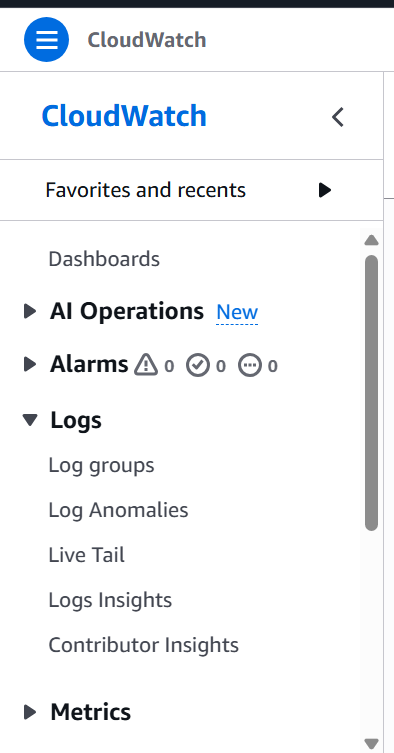 CloudWatch
CloudWatch
Favorites and recents
Dashboards
AI Operations New
Alarms 0 0 0
Logs
Log groups
Log Anomalies
Live Tail
Logs Insights
Contributor Insights
Metrics